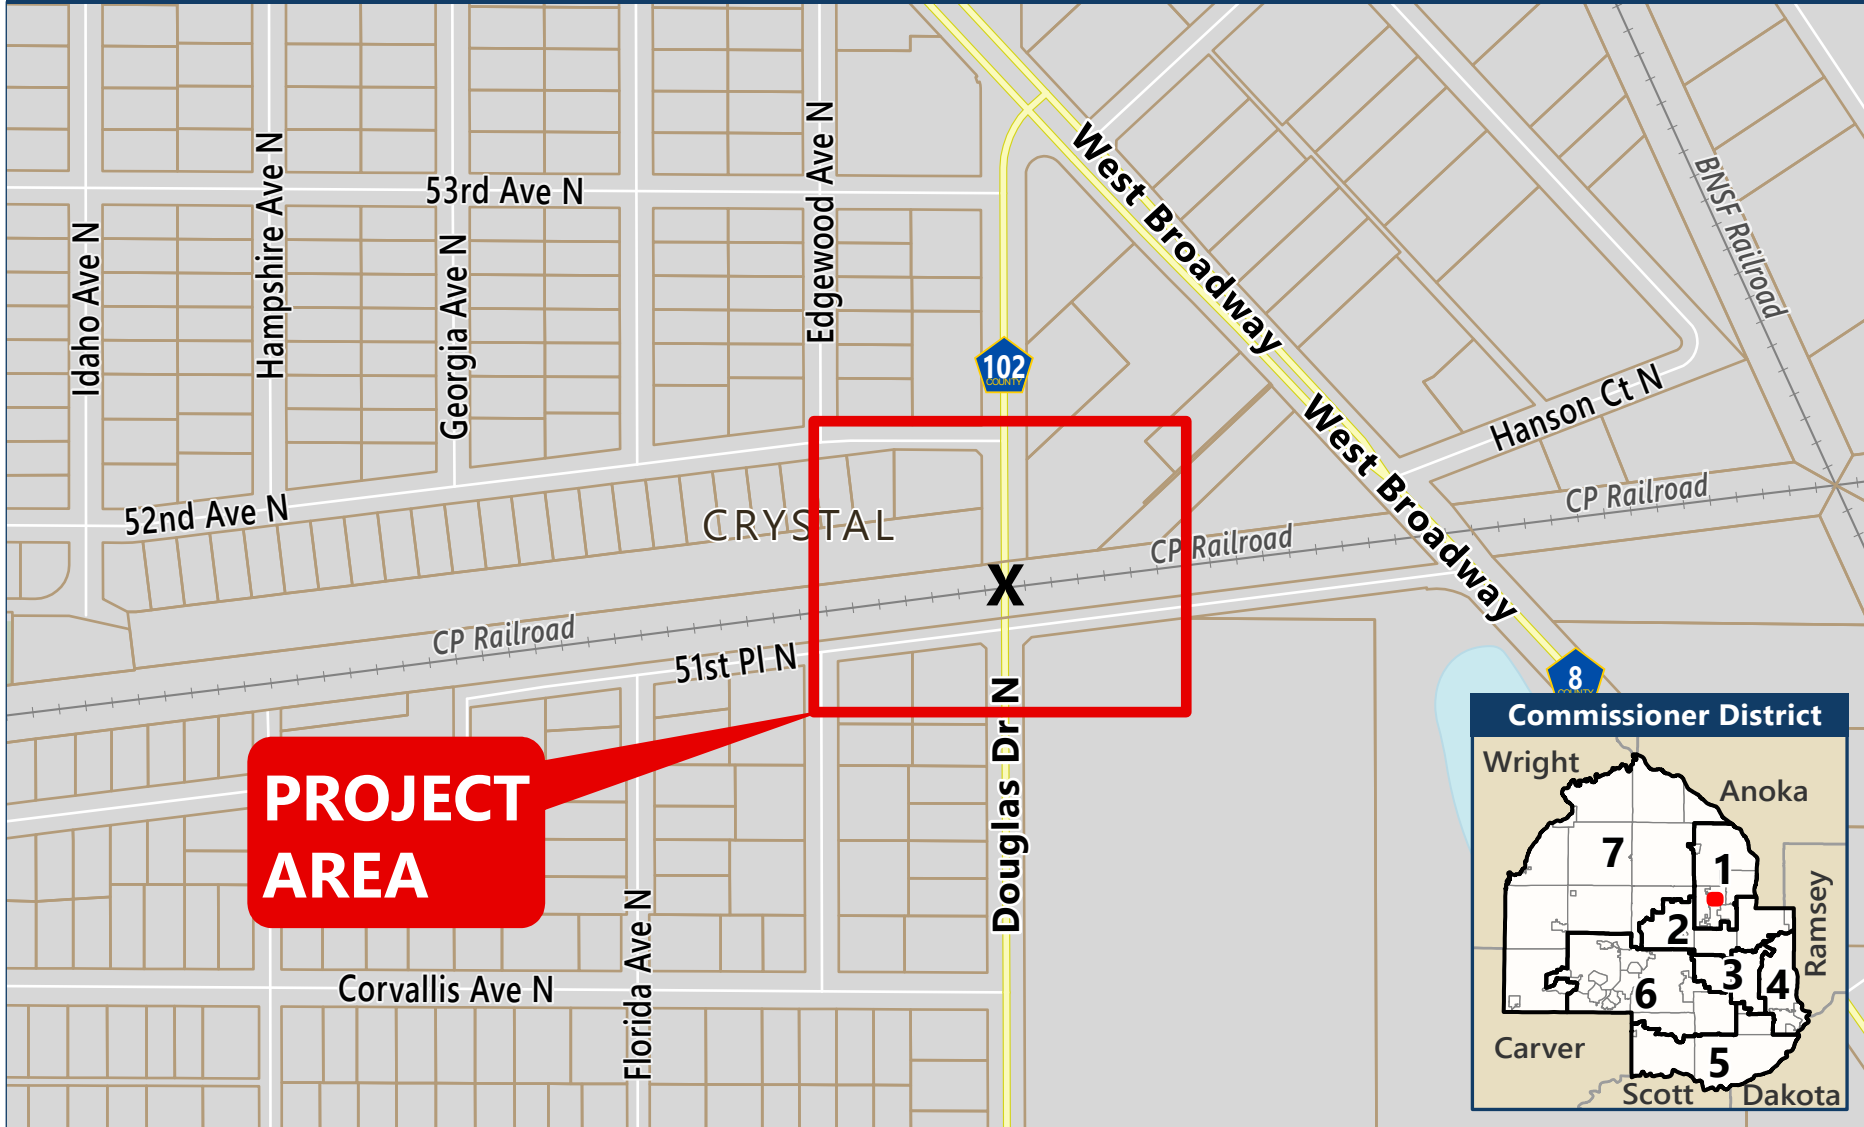 West Broadway
53rd Ave N
Idaho Ave N
Hampshire Ave N
Georgia Ave N
Edgewood Ave N
BNSF Railroad
102
COUNTY
West Broadway
Hanson Ct N
52nd Ave N
CRYSTAL
CP Railroad
CP Railroad
X
CP Railroad
51st Pl N
8
COUNTY
Douglas Dr N
PROJECT
AREA
Florida Ave N
Corvallis Ave N
Commissioner District
Wright
Anoka
7
1
Ramsey
2
3
4
6
Carver
5
Scott
Dakota